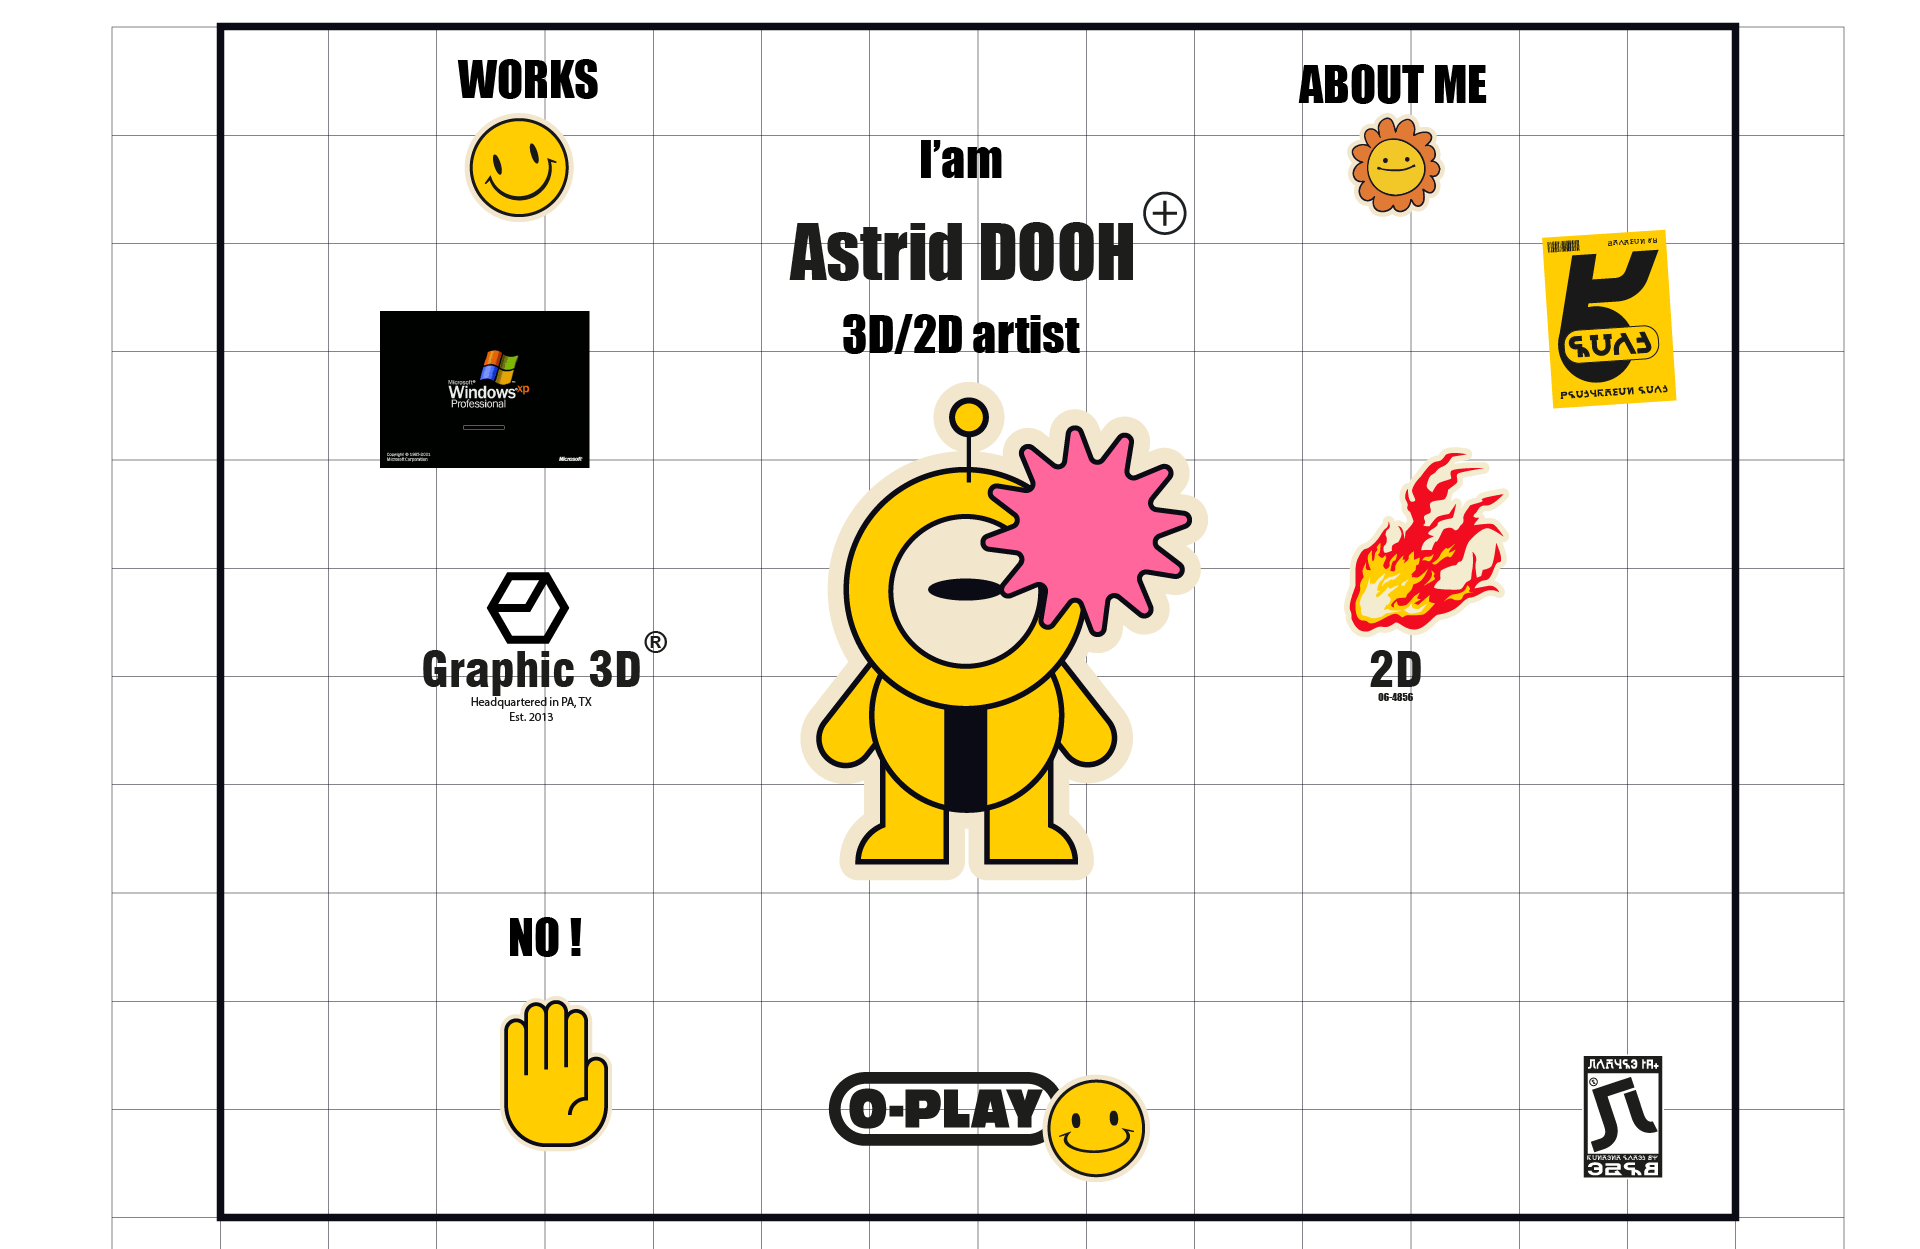 WORKS
ABOUT ME
I'am
Astrid DOOH
3D/2D artist
Microsoft®
Windows xp
Professional
Copyright © 1985-2001
Microsoft Corporation
Microsoft
Graphic 3D ®
Headquartered in PA, TX
Est. 2013
2D
06-4856
NO !
O-PLAY